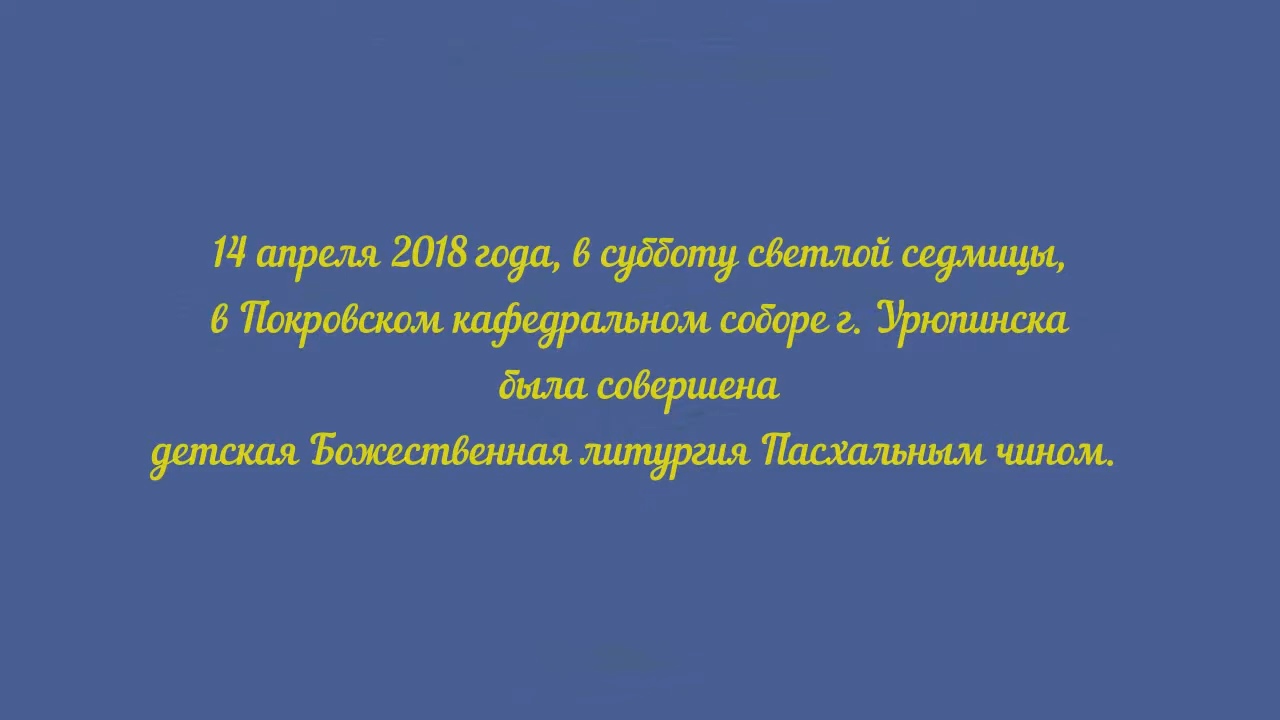 14 апреля 2018 года, в субботу светлой седмицы,
в Покровском кафедральном соборе г. Урюпинска
была совершена
детская Божественная литургия Пасхальным чином.